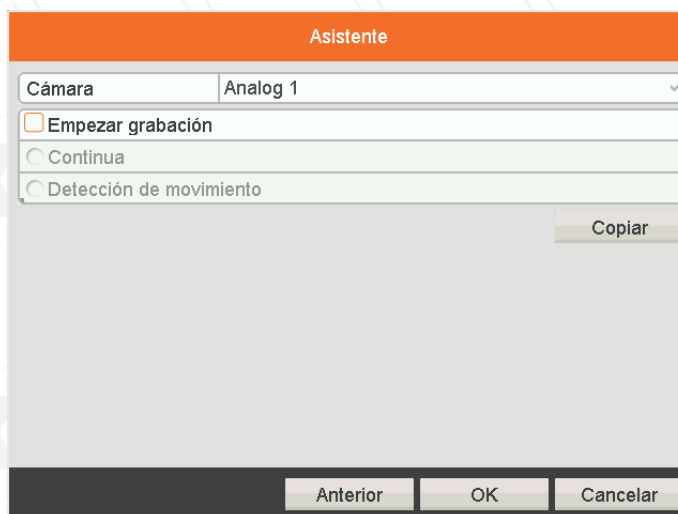 Asistente
Cámara Analog 1
Empezar grabación
Continua
Detección de movimiento
Copiar
Anterior OK Cancelar